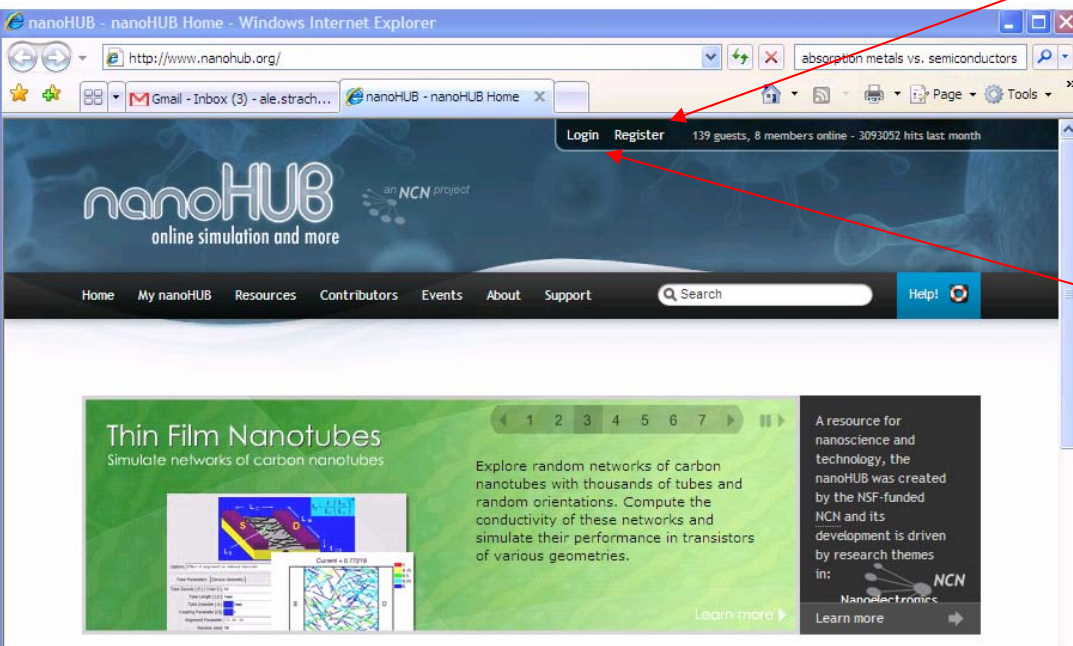 nanoHUB - nanoHUB Home - Windows Internet Explorer
http://www.nanohub.org/
absorption metals vs. semiconductors
Gmail - Inbox (3) - ale.strach...
nanoHUB - nanoHUB Home
Page
Tools
Login Register 139 guests, 8 members online - 3093052 hits last month
nanoHUB
an NCN project
online simulation and more
Home My nanoHUB Resources Contributors Events About Support Search Help!
1 2 3 4 5 6 7
Thin Film Nanotubes
Simulate networks of carbon nanotubes
Explore random networks of carbon
nanotubes with thousands of tubes and
random orientations. Compute the
conductivity of these networks and
simulate their performance in transistors
of various geometries.
Learn more
S
D
Current = 0.77218
A resource for
nanoscience and
technology, the
nanoHUB was created
by the NSF-funded
NCN and its
development is driven
by research themes
in:
NCN
Nanoelectronics
Learn more